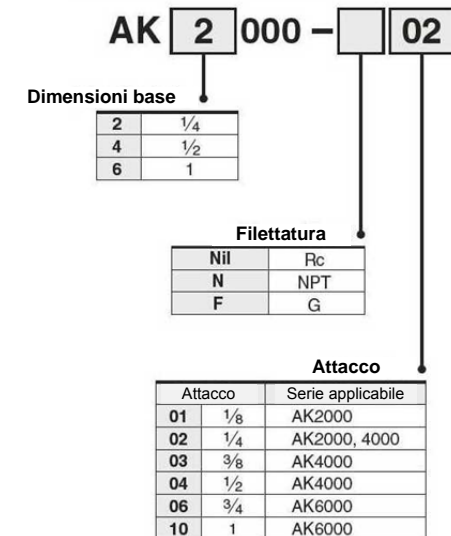 AK 2 000 – 02
Dimensioni base
2 1/4
4 1/2
6 1
Filettatura
Nil Rc
N NPT
F G
Attacco
Attacco Serie applicabile
01 1/8 AK2000
02 1/4 AK2000, 4000
03 3/8 AK4000
04 1/2 AK4000
06 3/4 AK6000
10 1 AK6000